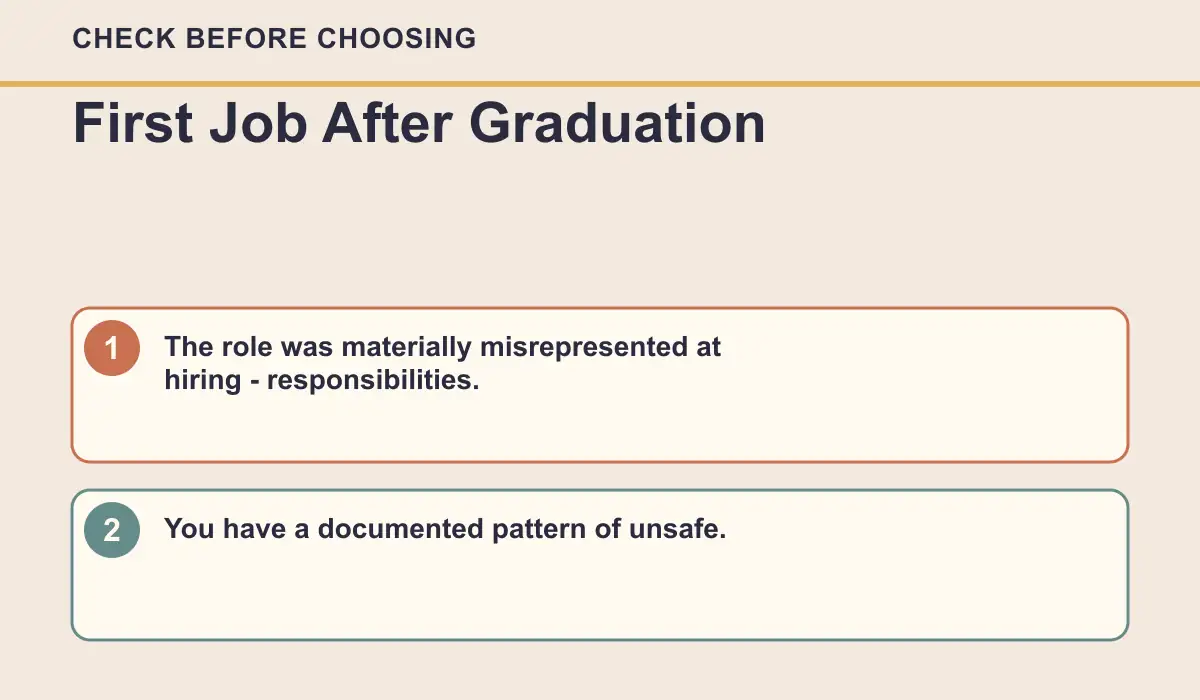 CHECK BEFORE CHOOSING
First Job After Graduation
1
The role was materially misrepresented at
hiring - responsibilities.
2
You have a documented pattern of unsafe.